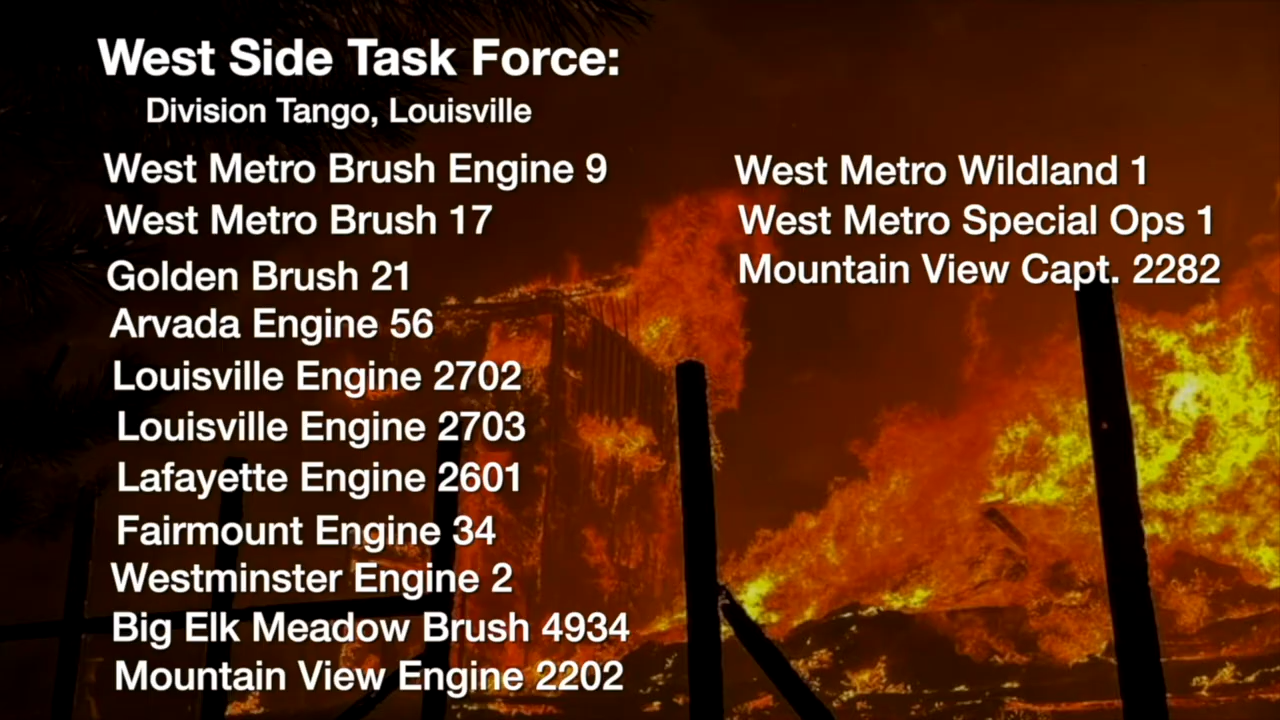 West Side Task Force:
Division Tango, Louisville
West Metro Brush Engine 9
West Metro Brush 17
Golden Brush 21
Arvada Engine 56
Louisville Engine 2702
Louisville Engine 2703
Lafayette Engine 2601
Fairmount Engine 34
Westminster Engine 2
Big Elk Meadow Brush 4934
Mountain View Engine 2202
West Metro Wildland 1
West Metro Special Ops 1
Mountain View Capt. 2282